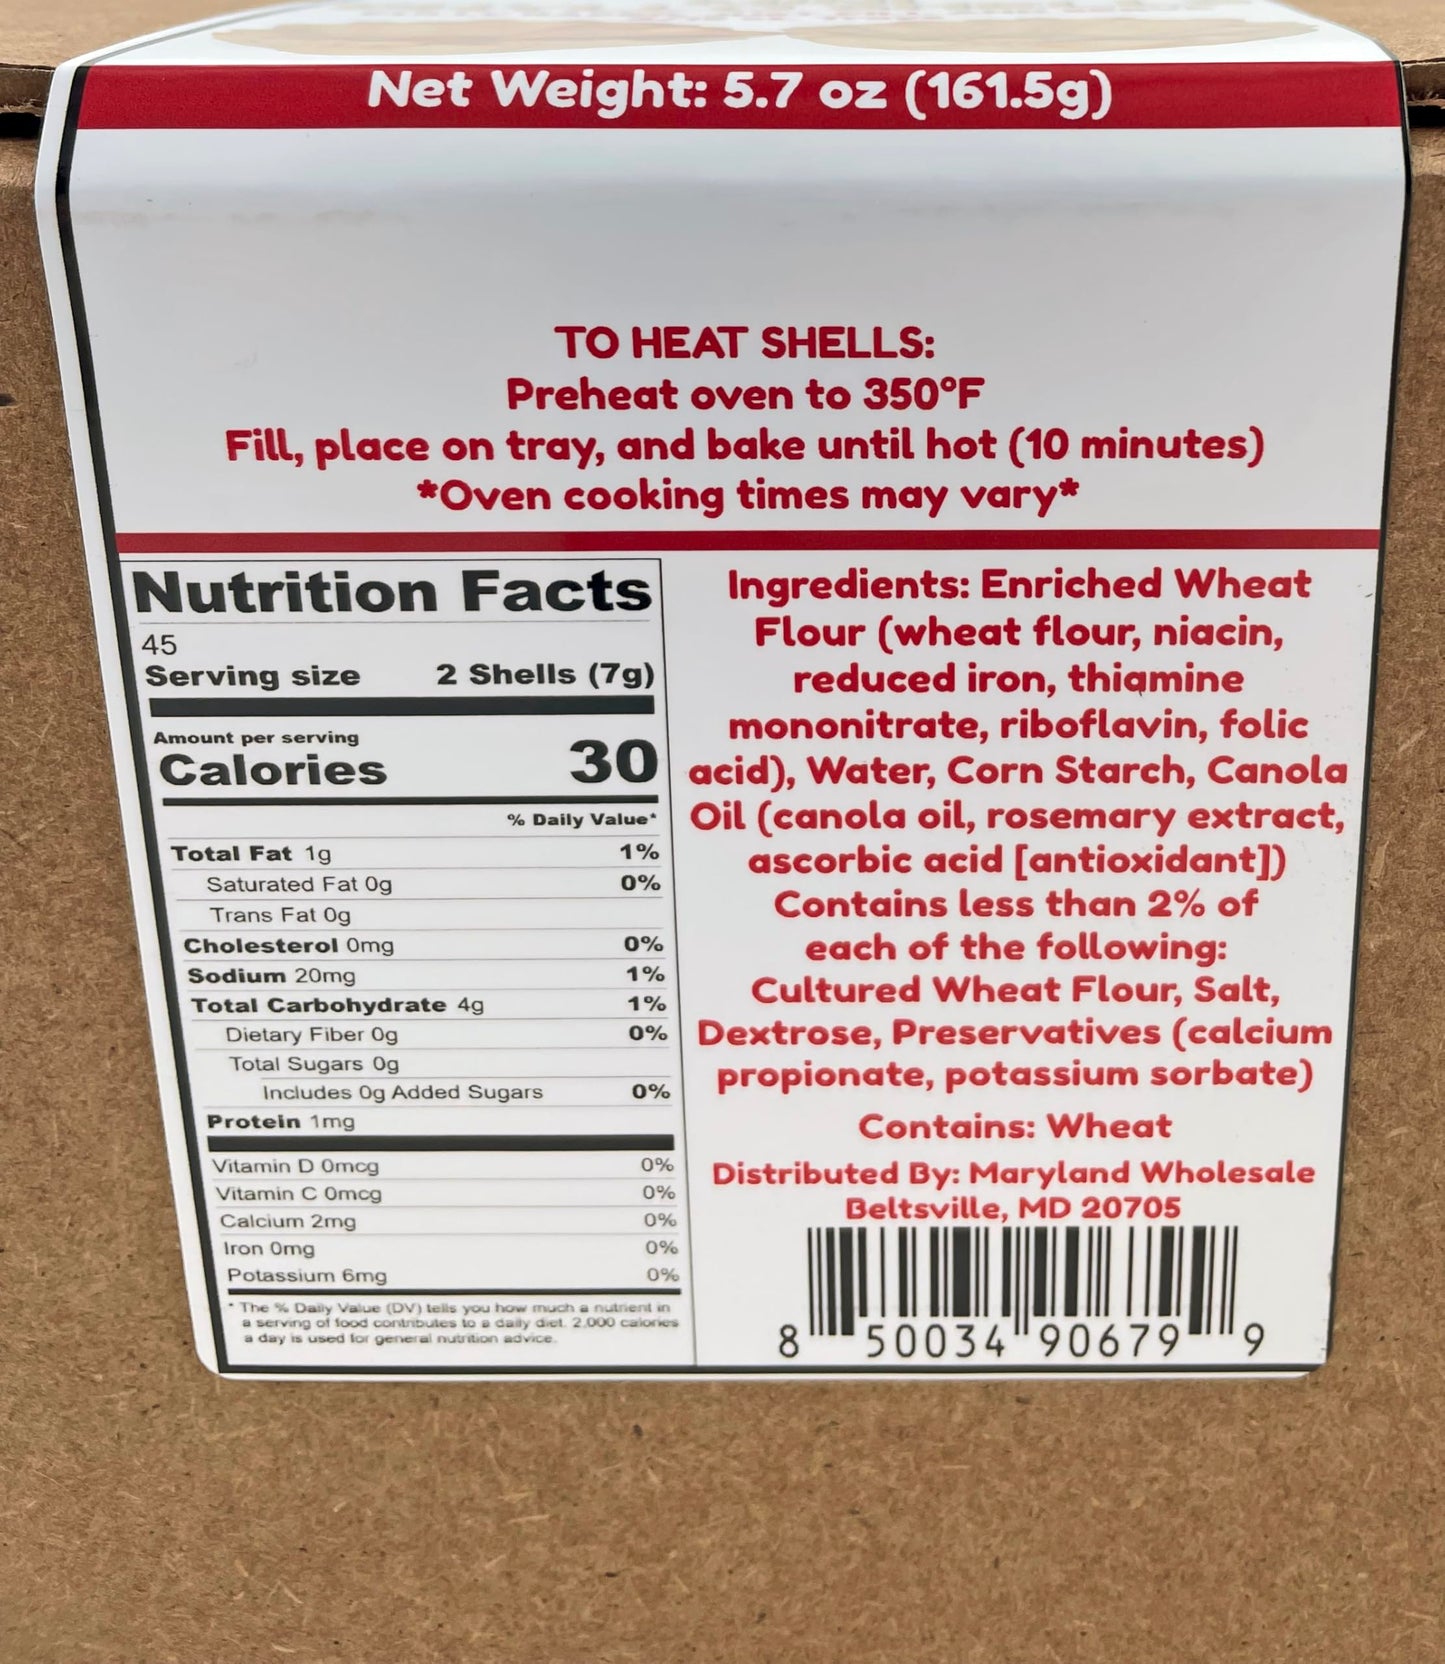 Net Weight: 5.7 oz (161.5g)
TO HEAT SHELLS:
Preheat oven to 350°F
Fill, place on tray, and bake until hot (10 minutes)
*Oven cooking times may vary*
Nutrition Facts
45
Serving size 2 Shells (7g)
Amount per serving
Calories 30
% Daily Value*
Total Fat 1g 1%
Saturated Fat 0g 0%
Trans Fat 0g
Cholesterol 0mg 0%
Sodium 20mg 1%
Total Carbohydrate 4g 1%
Dietary Fiber 0g 0%
Total Sugars 0g
Includes 0g Added Sugars 0%
Protein 1mg
Vitamin D 0mcg 0%
Vitamin C 0mcg 0%
Calcium 2mg 0%
Iron 0mg 0%
Potassium 6mg 0%
* The % Daily Value (DV) tells you how much a nutrient in
a serving of food contributes to a daily diet. 2,000 calories
a day is used for general nutrition advice.
Ingredients: Enriched Wheat
Flour (wheat flour, niacin,
reduced iron, thiamine
mononitrate, riboflavin, folic
acid), Water, Corn Starch, Canola
Oil (canola oil, rosemary extract,
ascorbic acid [antioxidant])
Contains less than 2% of
each of the following:
Cultured Wheat Flour, Salt,
Dextrose, Preservatives (calcium
propionate, potassium sorbate)
Contains: Wheat
Distributed By: Maryland Wholesale
Beltsville, MD 20705
8 50034 90679 9